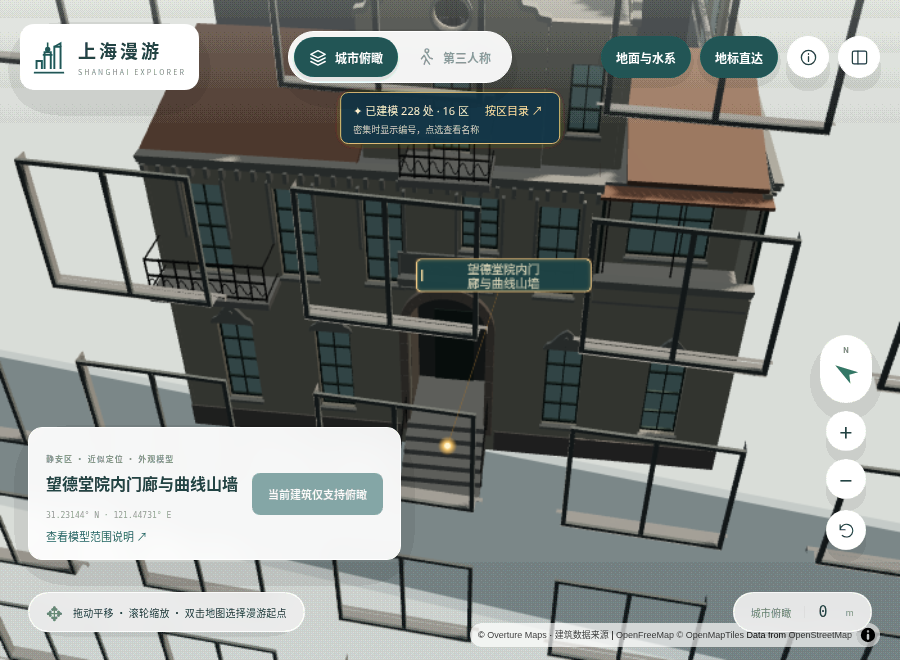 上海漫游
SHANGHAI EXPLORER
城市俯瞰
第三人称
地面与水系
地标直达
✦ 已建模 228 处 · 16 区 按区目录 ↗
密集时显示编号，点选查看名称
望德堂院内门
廊与曲线山墙
N
静安区 · 近似定位 · 外观模型
望德堂院内门廊与曲线山墙
当前建筑仅支持俯瞰
31.23144° N · 121.44731° E
查看模型范围说明 ↗
拖动平移 · 滚轮缩放 · 双击地图选择漫游起点
城市俯瞰 0 m
© Overture Maps · 建筑数据来源 | OpenFreeMap © OpenMapTiles Data from OpenStreetMap